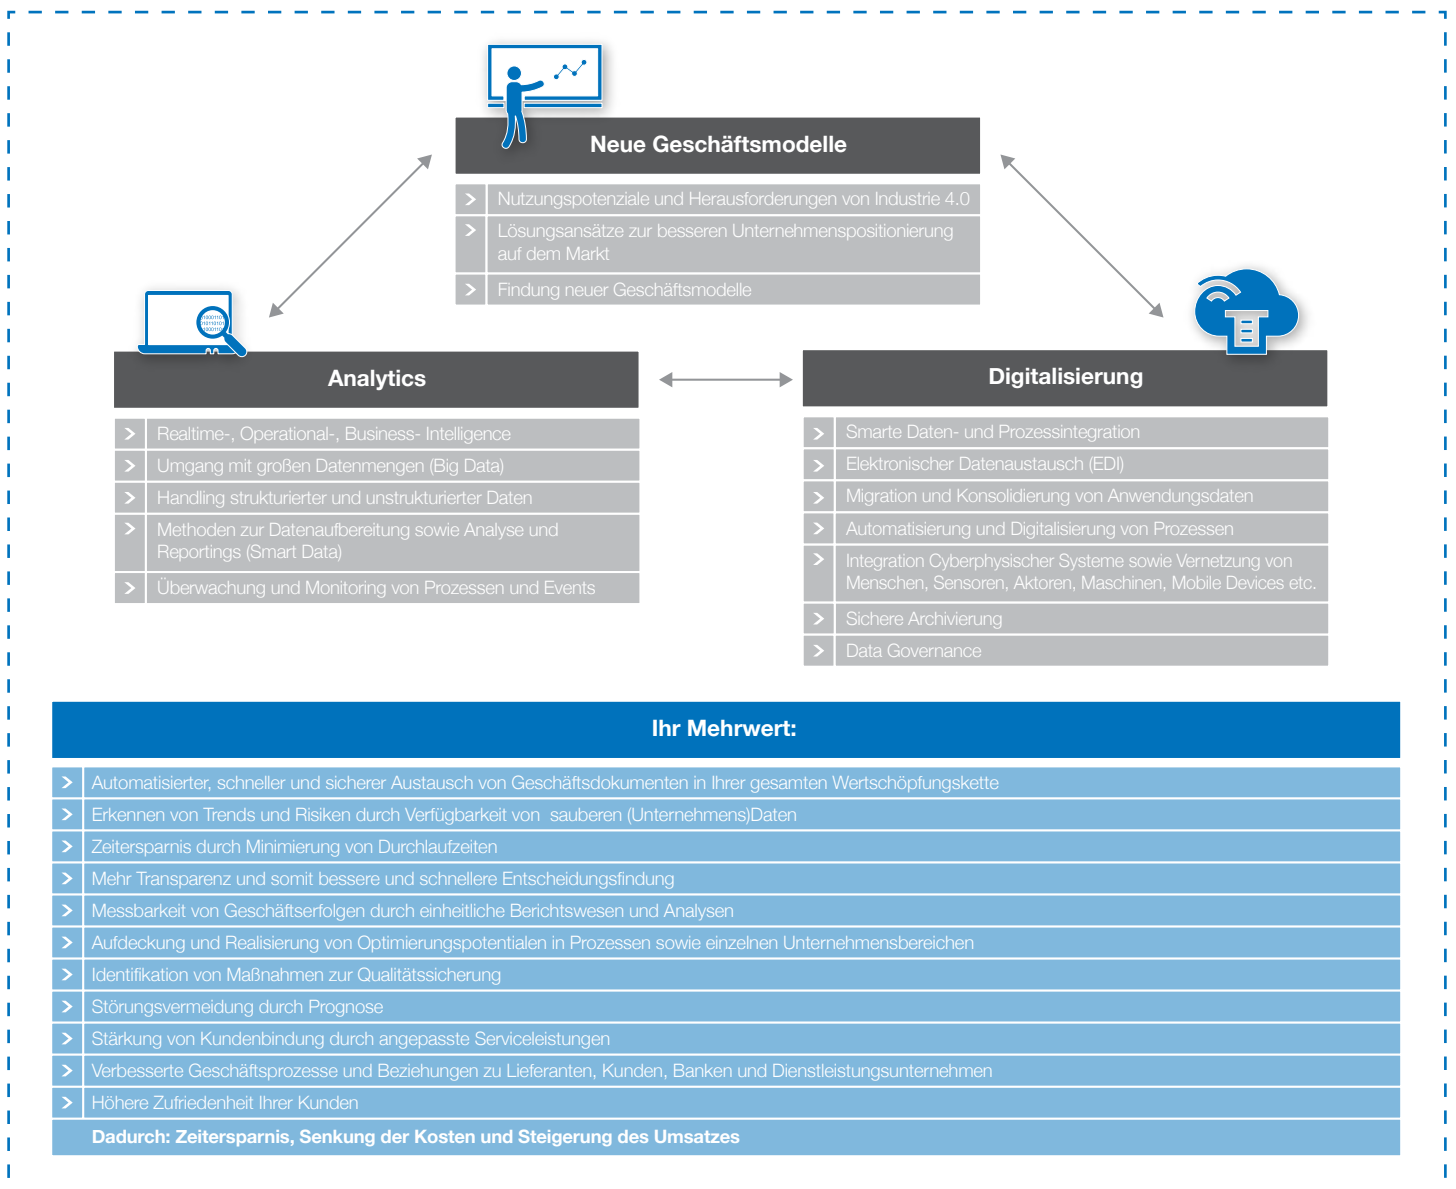 Neue Geschäftsmodelle
Nutzungspotenziale und Herausforderungen von Industrie 4.0
Lösungsansätze zur besseren Unternehmenspositionierung
auf dem Markt
Findung neuer Geschäftsmodelle
Analytics
Realtime-, Operational-, Business- Intelligence
Umgang mit großen Datenmengen (Big Data)
Handling strukturierter und unstrukturierter Daten
Methoden zur Datenaufbereitung sowie Analyse und
Reportings (Smart Data)
Überwachung und Monitoring von Prozessen und Events
Digitalisierung
Smarte Daten- und Prozessintegration
Elektronischer Datenaustausch (EDI)
Migration und Konsolidierung von Anwendungsdaten
Automatisierung und Digitalisierung von Prozessen
Integration Cyberphysischer Systeme sowie Vernetzung von
Menschen, Sensoren, Aktoren, Maschinen, Mobile Devices etc.
Sichere Archivierung
Data Governance
Ihr Mehrwert:
Automatisierter, schneller und sicherer Austausch von Geschäftsdokumenten in Ihrer gesamten Wertschöpfungskette
Erkennen von Trends und Risiken durch Verfügbarkeit von  sauberen (Unternehmens)Daten
Zeitersparnis durch Minimierung von Durchlaufzeiten
Mehr Transparenz und somit bessere und schnellere Entscheidungsfindung
Messbarkeit von Geschäftserfolgen durch einheitliche Berichtswesen und Analysen
Aufdeckung und Realisierung von Optimierungspotentialen in Prozessen sowie einzelnen Unternehmensbereichen
Identifikation von Maßnahmen zur Qualitätssicherung
Störungsvermeidung durch Prognose
Stärkung von Kundenbindung durch angepasste Serviceleistungen
Verbesserte Geschäftsprozesse und Beziehungen zu Lieferanten, Kunden, Banken und Dienstleistungsunternehmen
Höhere Zufriedenheit Ihrer Kunden
Dadurch: Zeitersparnis, Senkung der Kosten und Steigerung des Umsatzes